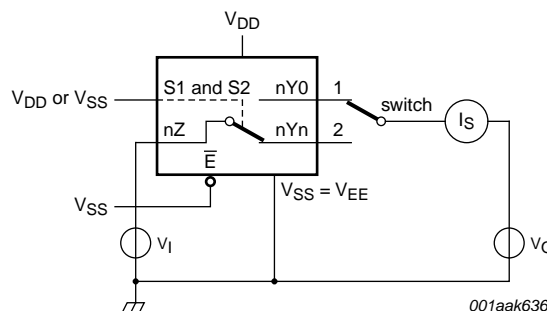 VDD
S1 and S2
nY0
1
VDD or VSS
switch
nZ
nYn
2
IS
E
VSS = VEE
VSS
VI
VO
001aak636